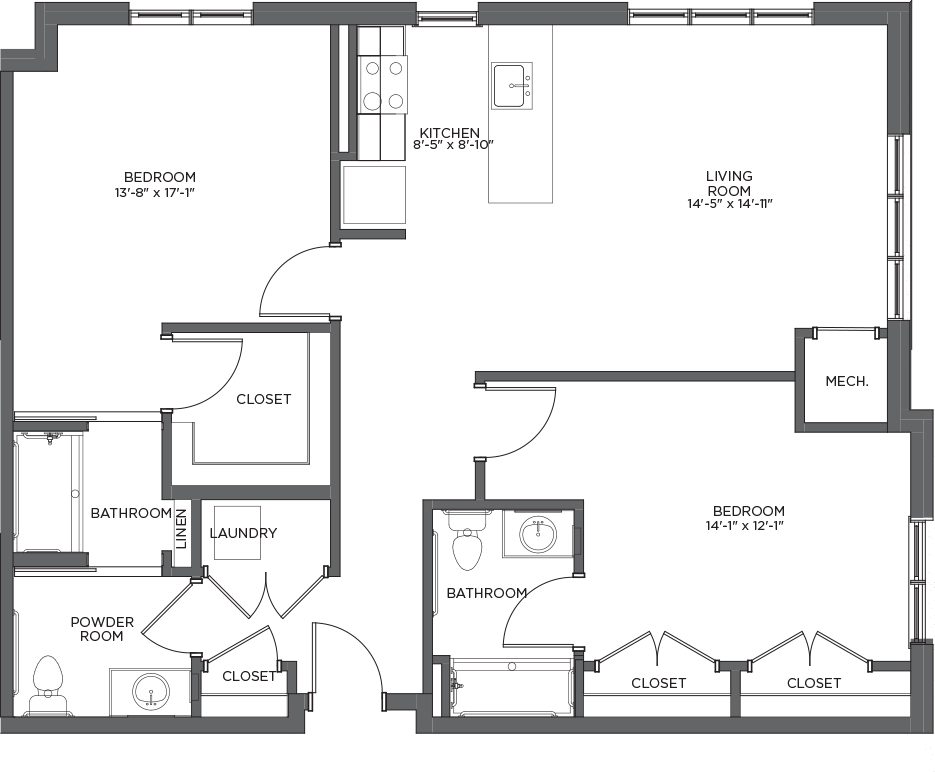 KITCHEN
8'-5" x 8'-10"
BEDROOM
13'-8" x 17'-1"
LIVING
ROOM
14'-5" x 14'-11"
MECH.
CLOSET
BATHROOM
LINEN
LAUNDRY
BEDROOM
14'-1" x 12'-1"
BATHROOM
POWDER
ROOM
CLOSET
CLOSET
CLOSET